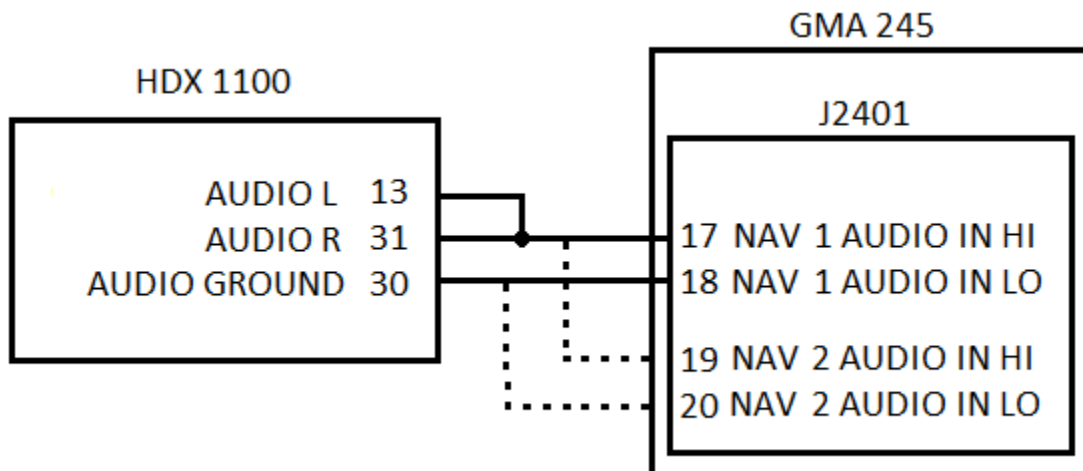 GMA 245
HDX 1100
J2401
AUDIO L 13
AUDIO R 31
AUDIO GROUND 30
17 NAV 1 AUDIO IN HI
18 NAV 1 AUDIO IN LO
19 NAV 2 AUDIO IN HI
20 NAV 2 AUDIO IN LO